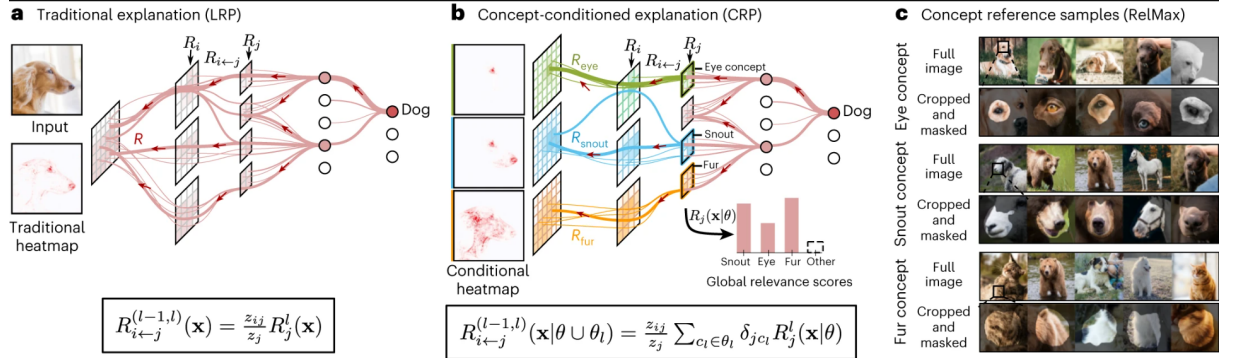 a Traditional explanation (LRP)
R_i
R_j
R_{i←j}
R
Input
Dog
Traditional
heatmap
R_{i←j}^{(l−1,l)}(x) = \frac{z_{ij}}{z_j} R_j^l(x)
b Concept-conditioned explanation (CRP)
R_i
R_j
R_{i←j}
R_eye
Eye concept
Dog
R_snout
Snout
Fur
R_fur
R_j(x|θ)
Snout Eye Fur Other
Global relevance scores
Conditional
heatmap
R_{i←j}^{(l−1,l)}(x|θ ∪ θ_l) = \frac{z_{ij}}{z_j} \sum_{c_l∈θ_l} δ_{jc_l} R_j^l(x|θ)
c Concept reference samples (RelMax)
Eye concept
Full
image
Cropped
and
masked
Snout concept
Full
image
Cropped
and
masked
Fur concept
Full
image
Cropped
and
masked